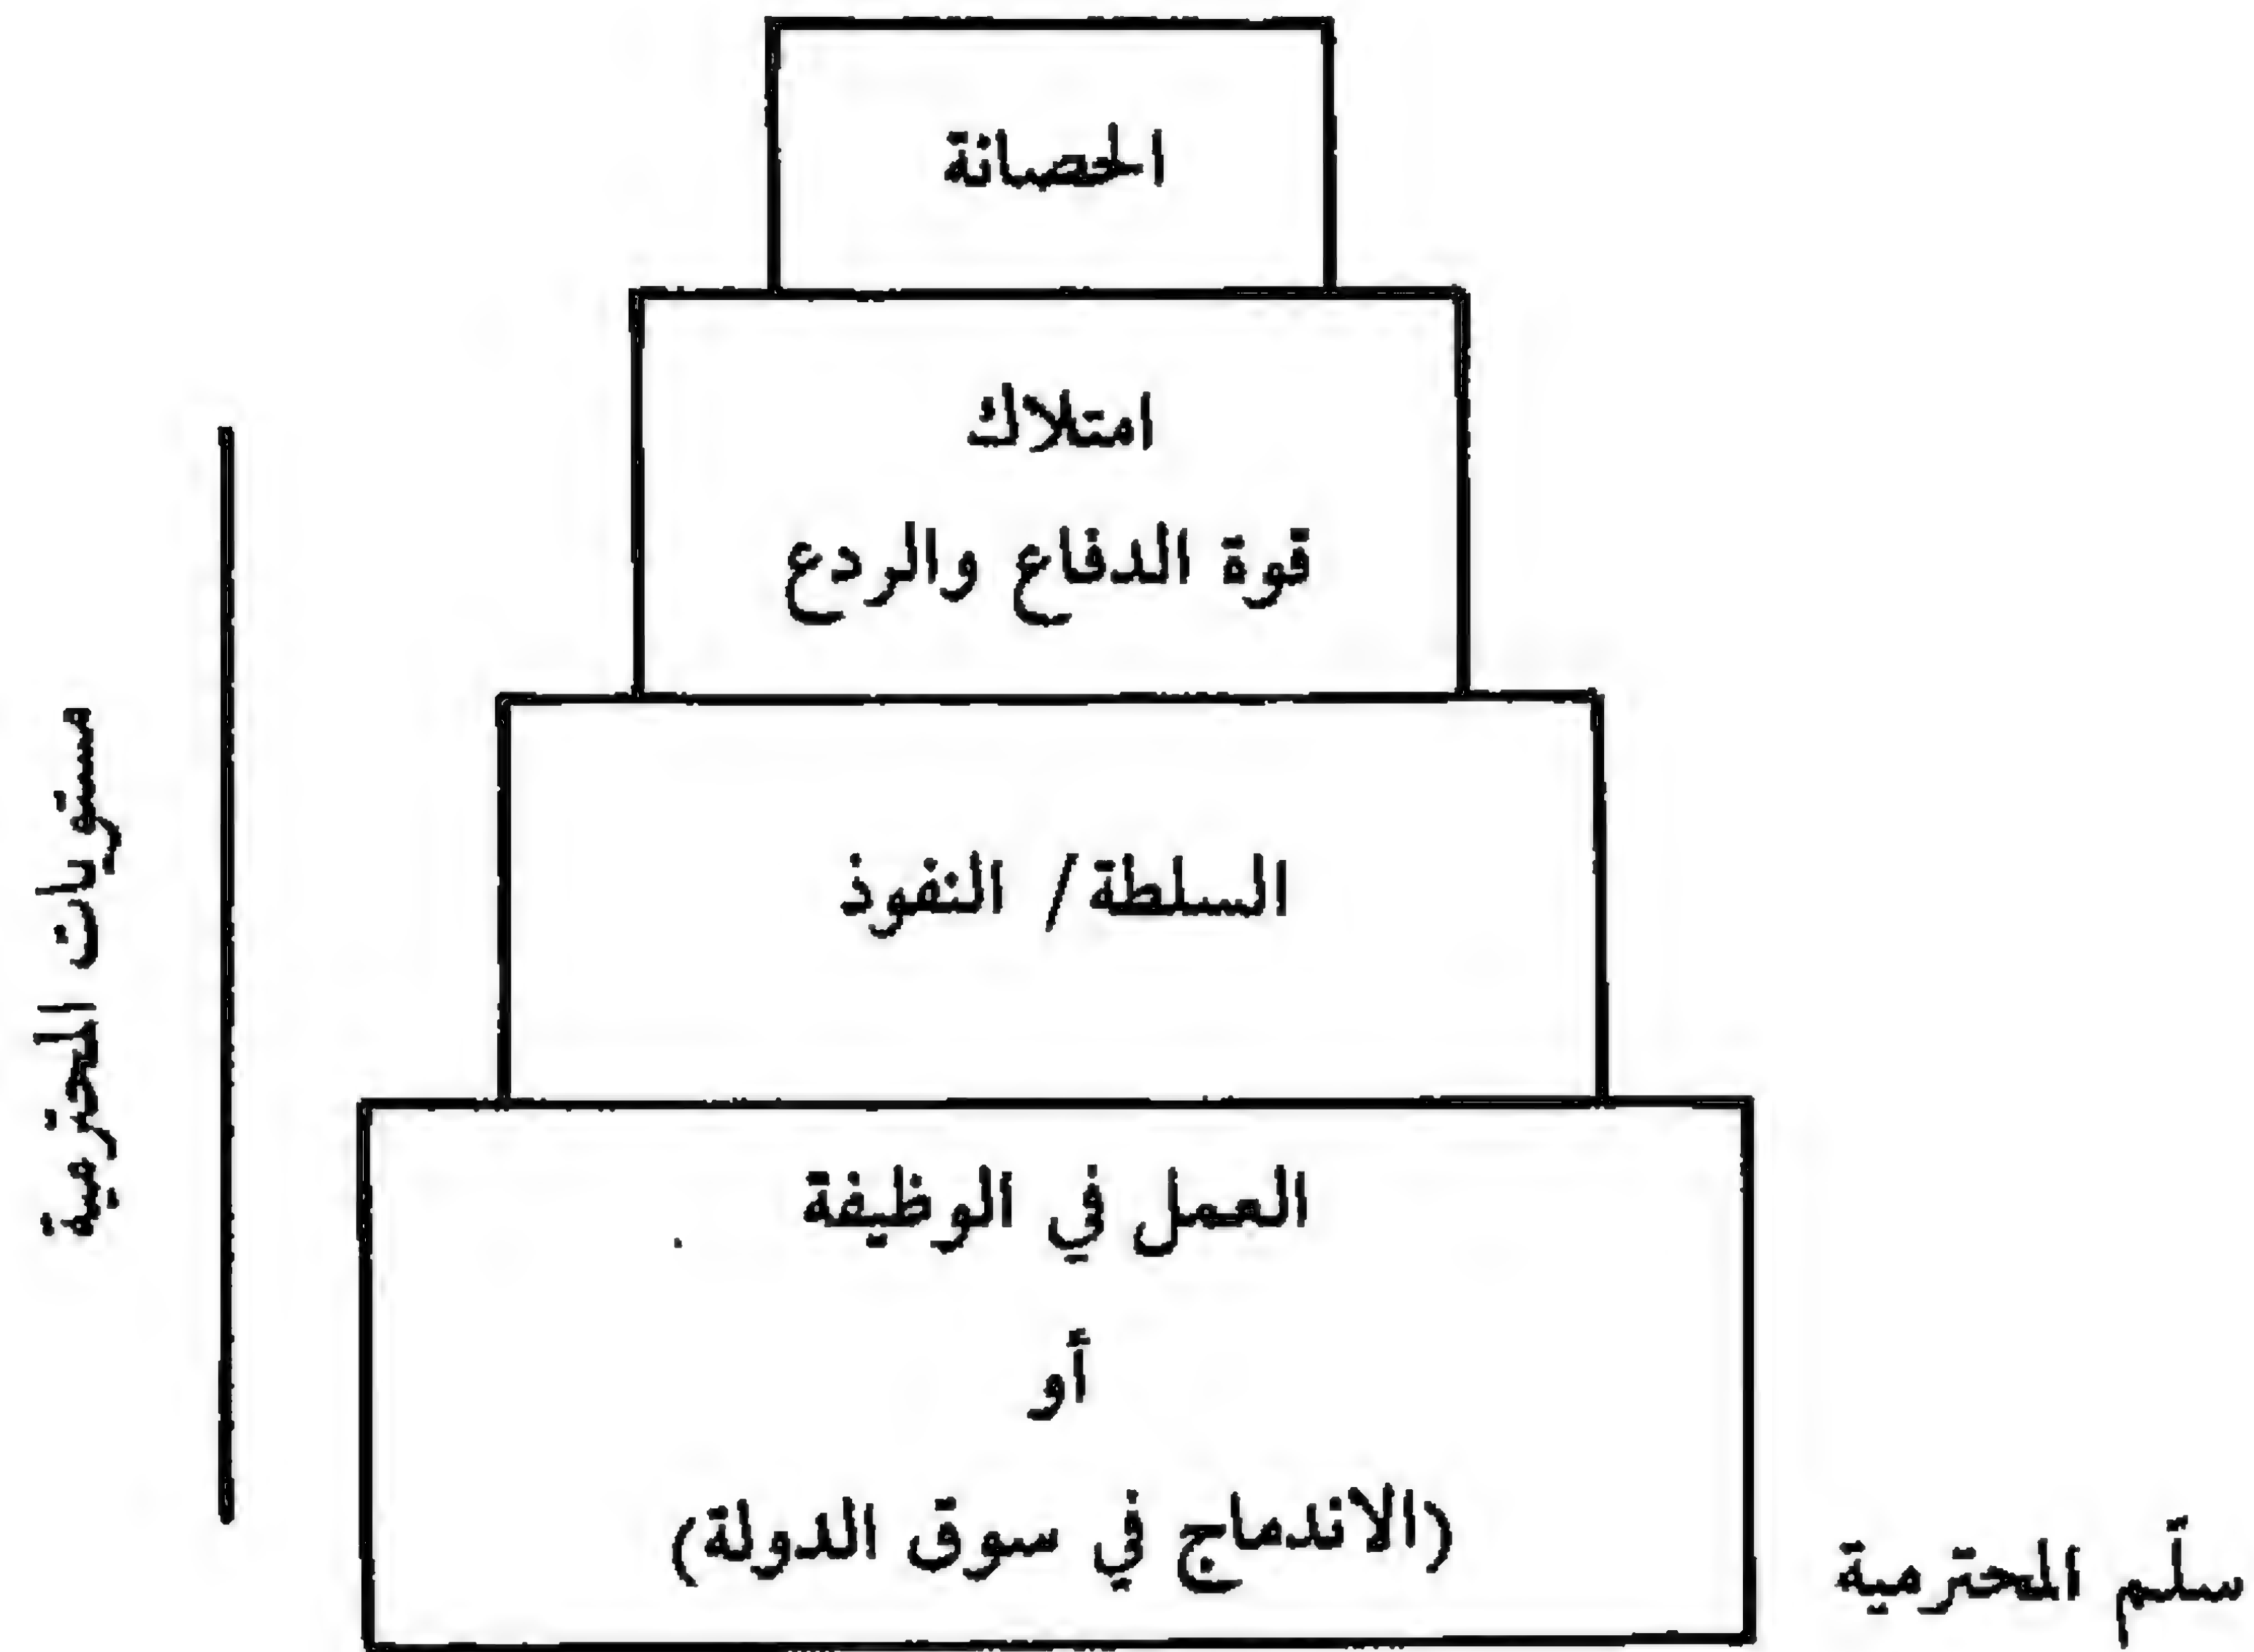 الحصانة
امتلاك
قوة الدفاع والردع
السلطة/ النفوذ
العمل في الوظيفة
أو
(الاندماج في سوق الدولة)
سلّم المحترمية
مستويات المحترمية